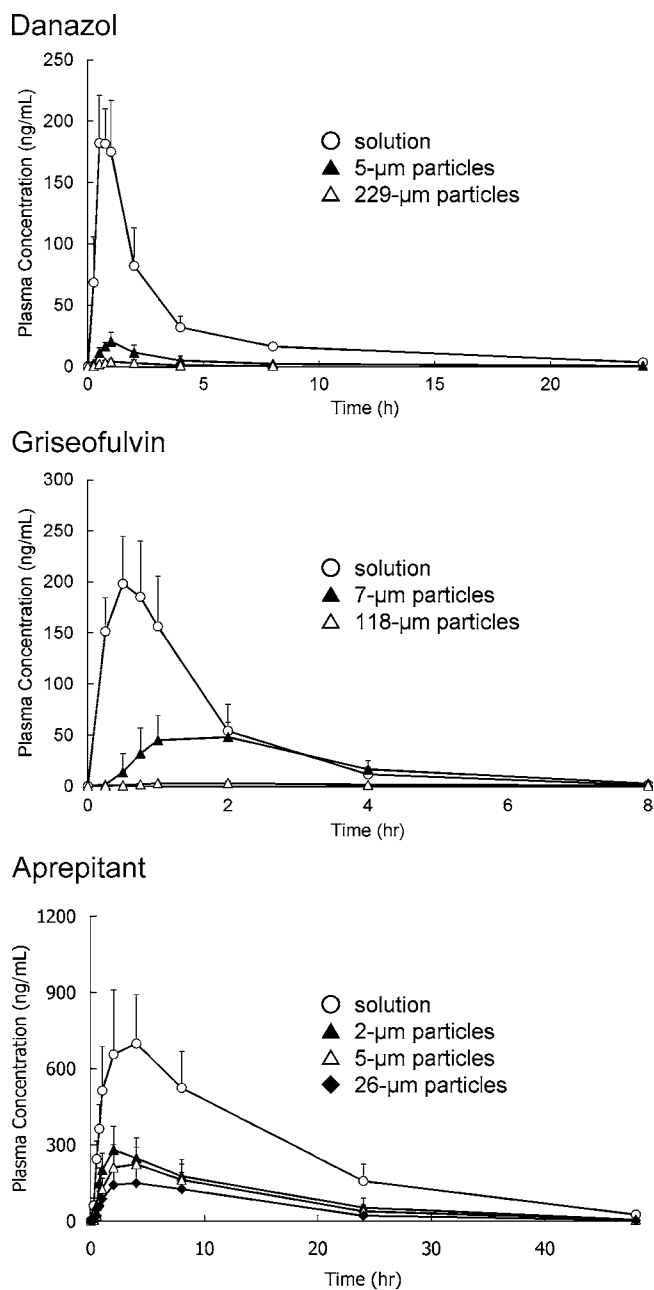 Danazol
250
200
150
100
50
0
Plasma Concentration (ng/mL)
solution
5-µm particles
229-µm particles
0 5 10 15 20
Time (h)
Griseofulvin
300
250
200
150
100
50
0
Plasma Concentration (ng/mL)
solution
7-µm particles
118-µm particles
0 2 4 6 8
Time (hr)
Aprepitant
1200
900
600
300
0
Plasma Concentration (ng/mL)
solution
2-µm particles
5-µm particles
26-µm particles
0 10 20 30 40
Time (hr)